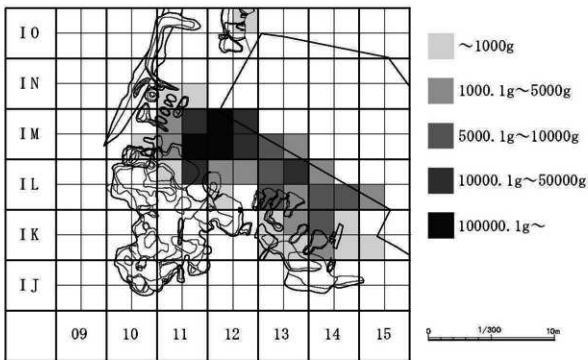 IO
IN
IM
IL
IK
IJ
09 10 11 12 13 14 15
～1000g
1000.1g～5000g
5000.1g～10000g
10000.1g～50000g
100000.1g～
0 1/300 10m